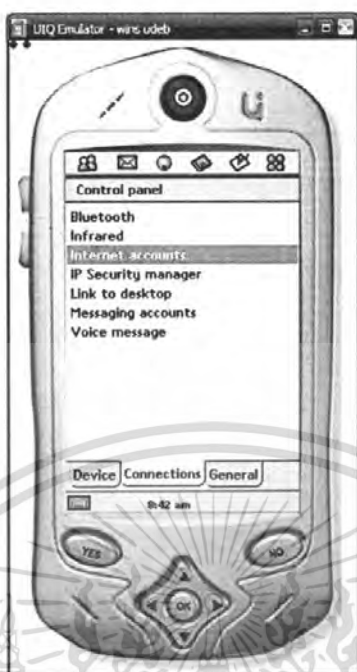 UIQ Emulator - wins udeb
Control panel
Bluetooth
Infrared
Internet accounts
IP Security manager
Link to desktop
Messaging accounts
Voice message
Device Connections General
8:42 am
YES NO
OK